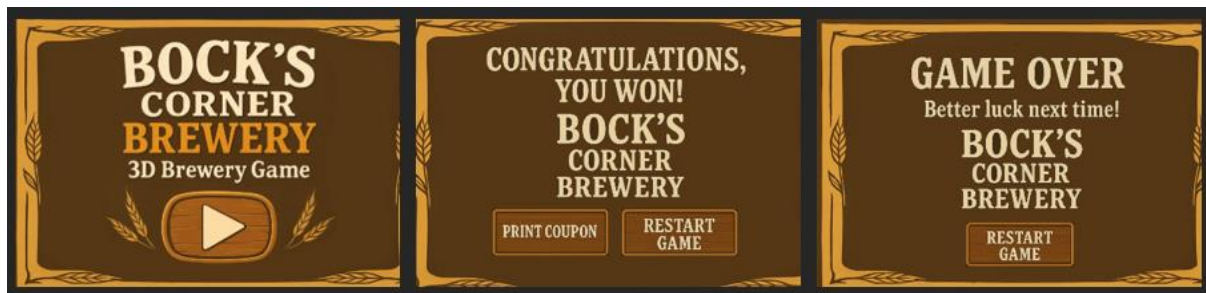 BOCK'S
CORNER
BREWERY
3D Brewery Game
CONGRATULATIONS,
YOU WON!
BOCK'S
CORNER
BREWERY
PRINT COUPON
RESTART
GAME
GAME OVER
Better luck next time!
BOCK'S
CORNER
BREWERY
RESTART
GAME